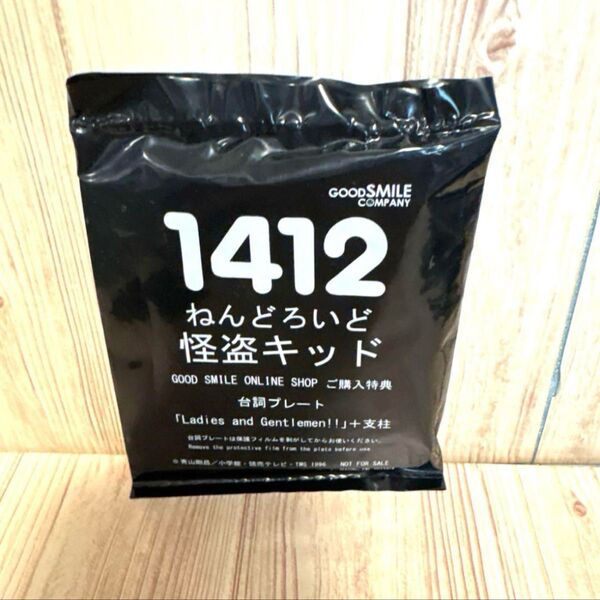 GOODSMILE
COMPANY
1412
ねんどろいど
怪盗キッド
GOOD SMILE ONLINE SHOP ご購入特典
台詞プレート
「Ladies and Gentlemen!!」+支柱
台詞プレートは保護フィルムを剥がしてからお使いください。
Remove the protective film from the plate before use
©青山剛昌/小学館・読売テレビ・TMS 1996 NOT FOR SALE